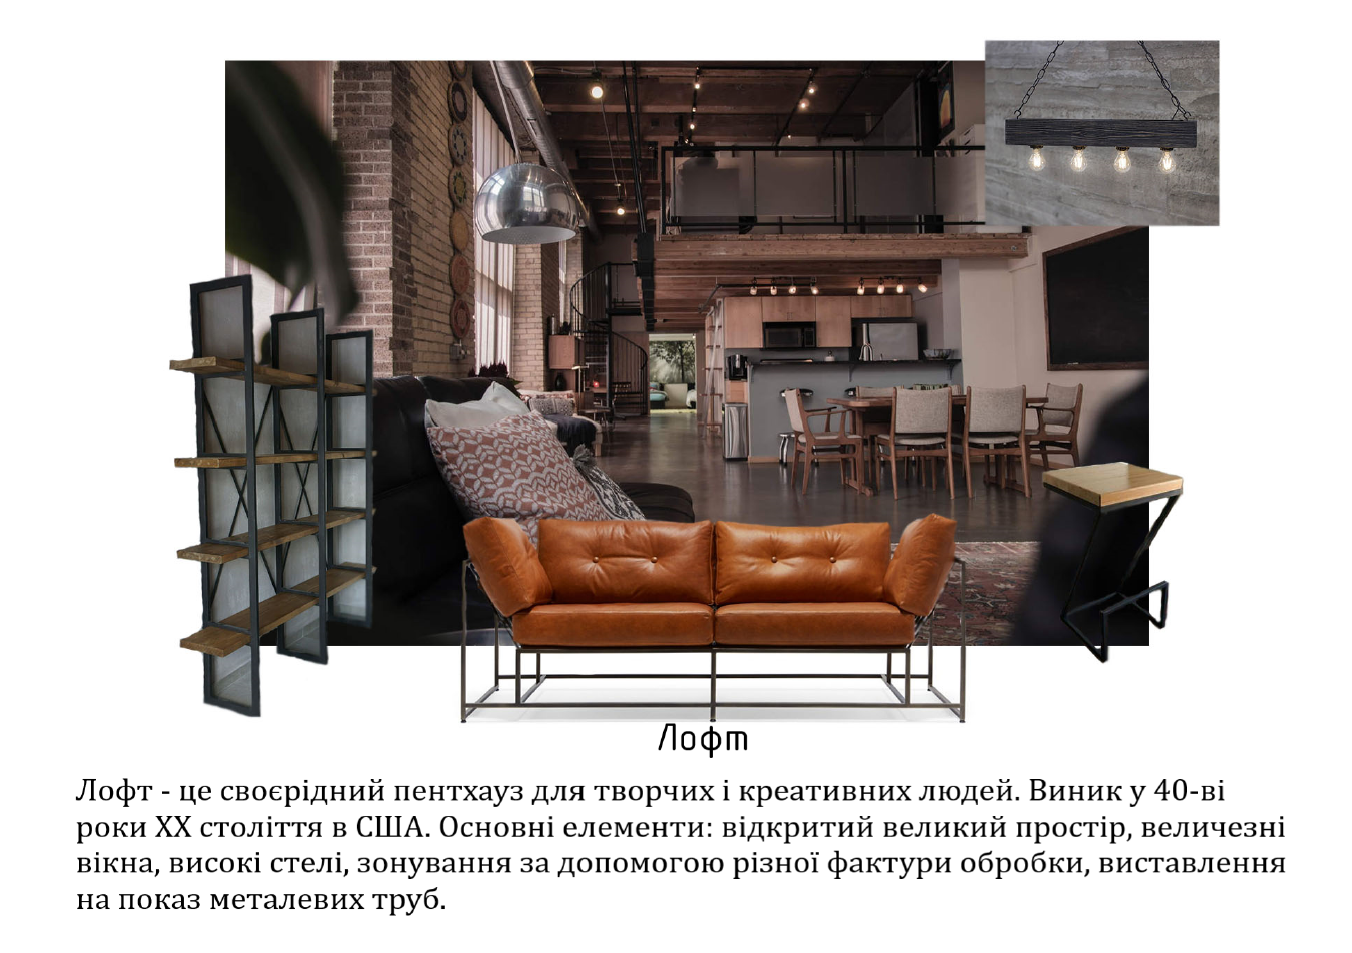 Лофт
Лофт - це своєрідний пентхауз для творчих і креативних людей. Виник у 40-ві
роки ХХ століття в США. Основні елементи: відкритий великий простір, величезні
вікна, високі стелі, зонування за допомогою різної фактури обробки, виставлення
на показ металевих труб.